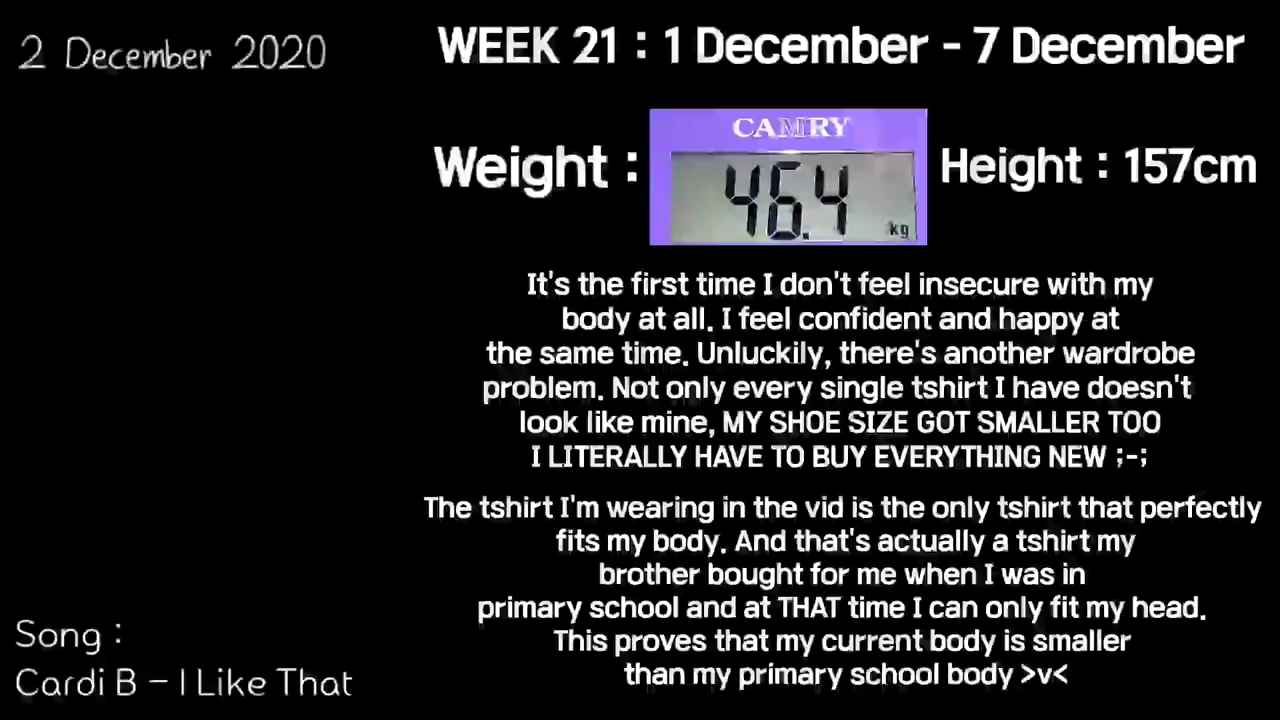 2 December 2020
WEEK 21 : 1 December - 7 December
CAMRY
Weight :
46.4
kg
Height : 157cm
It's the first time I don't feel insecure with my
body at all. I feel confident and happy at
the same time. Unluckily, there's another wardrobe
problem. Not only every single tshirt I have doesn't
look like mine, MY SHOE SIZE GOT SMALLER TOO
I LITERALLY HAVE TO BUY EVERYTHING NEW ;-;
The tshirt I'm wearing in the vid is the only tshirt that perfectly
fits my body. And that's actually a tshirt my
brother bought for me when I was in
primary school and at THAT time I can only fit my head.
This proves that my current body is smaller
than my primary school body >v<
Song :
Cardi B – I Like That